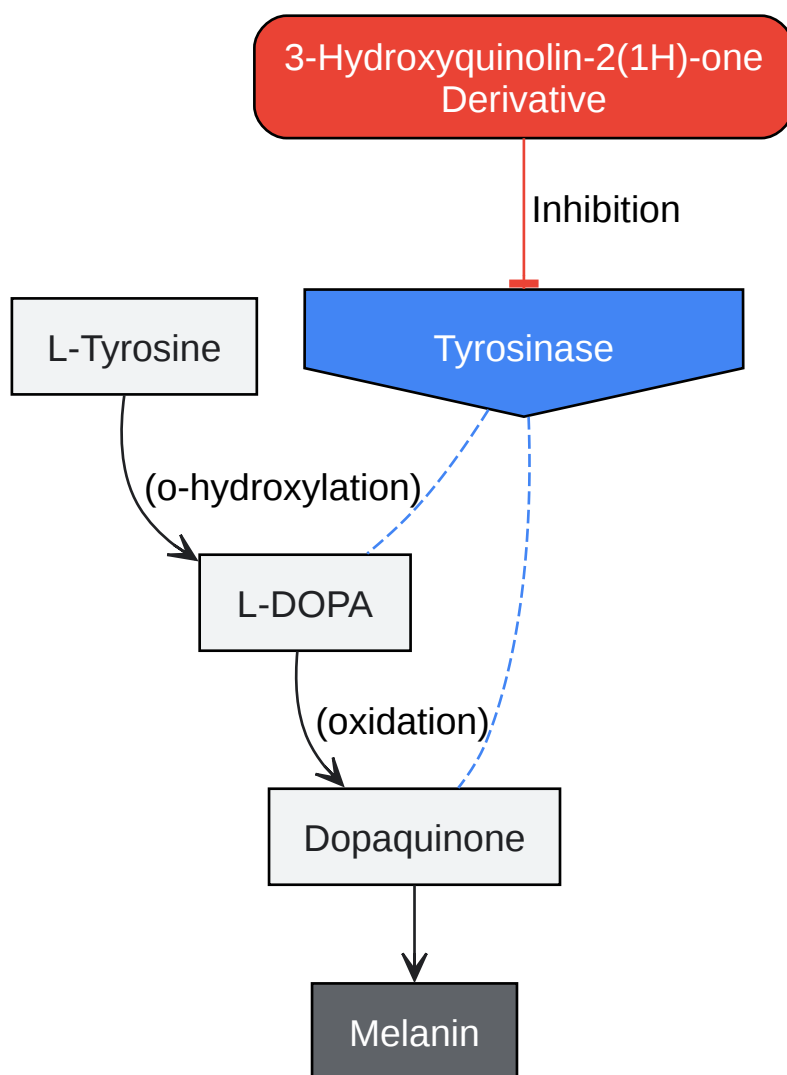 3-Hydroxyquinolin-2(1H)-one
Derivative
Inhibition
L-Tyrosine
Tyrosinase
(o-hydroxylation)
L-DOPA
(oxidation)
Dopaquinone
Melanin